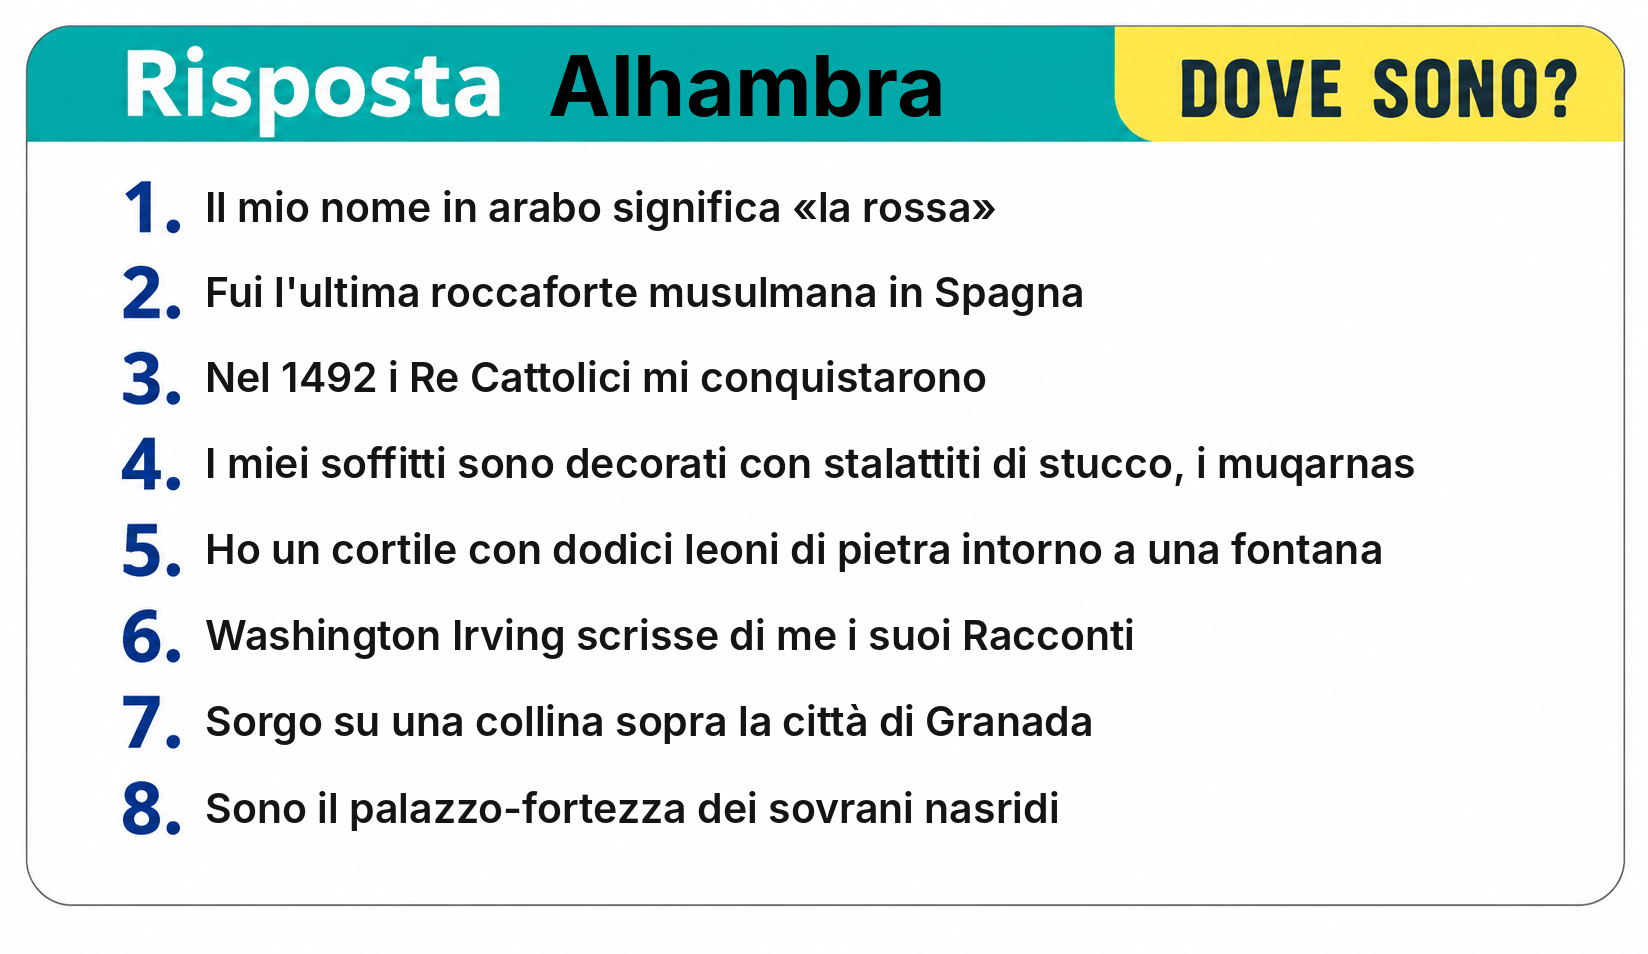 Risposta Alhambra DOVE SONO?
1. Il mio nome in arabo significa «la rossa»
2. Fui l'ultima roccaforte musulmana in Spagna
3. Nel 1492 i Re Cattolici mi conquistarono
4. I miei soffitti sono decorati con stalattiti di stucco, i muqarnas
5. Ho un cortile con dodici leoni di pietra intorno a una fontana
6. Washington Irving scrisse di me i suoi Racconti
7. Sorgo su una collina sopra la città di Granada
8. Sono il palazzo-fortezza dei sovrani nasridi